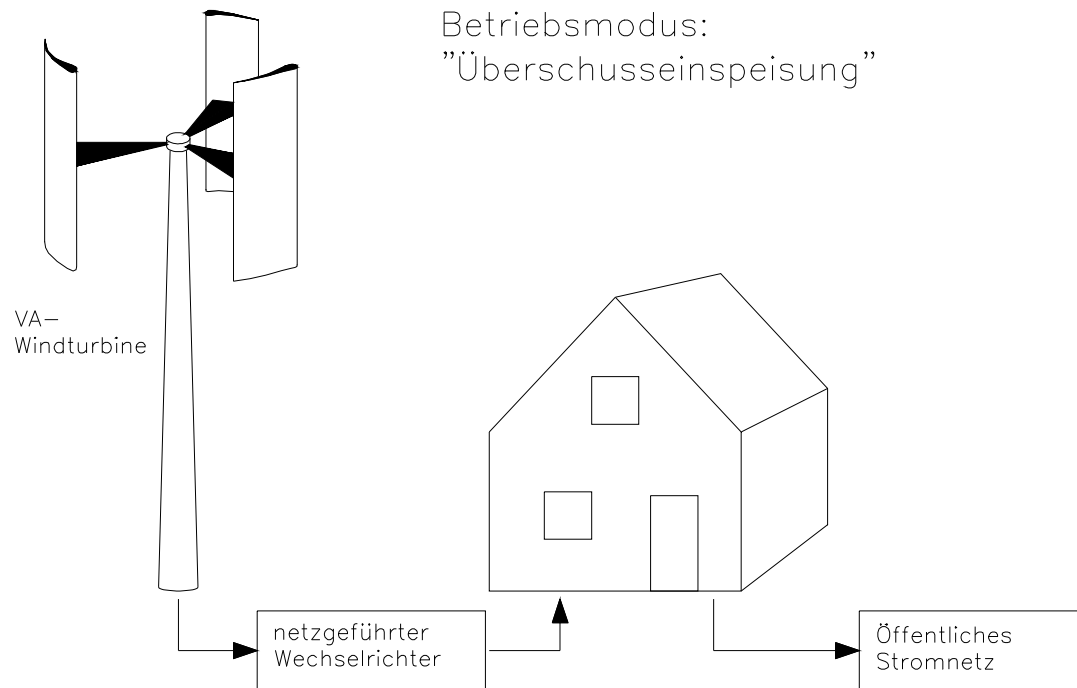 Betriebsmodus:
"Überschusseinspeisung"
VA-
Windturbine
netzgeführter
Wechselrichter
Öffentliches
Stromnetz